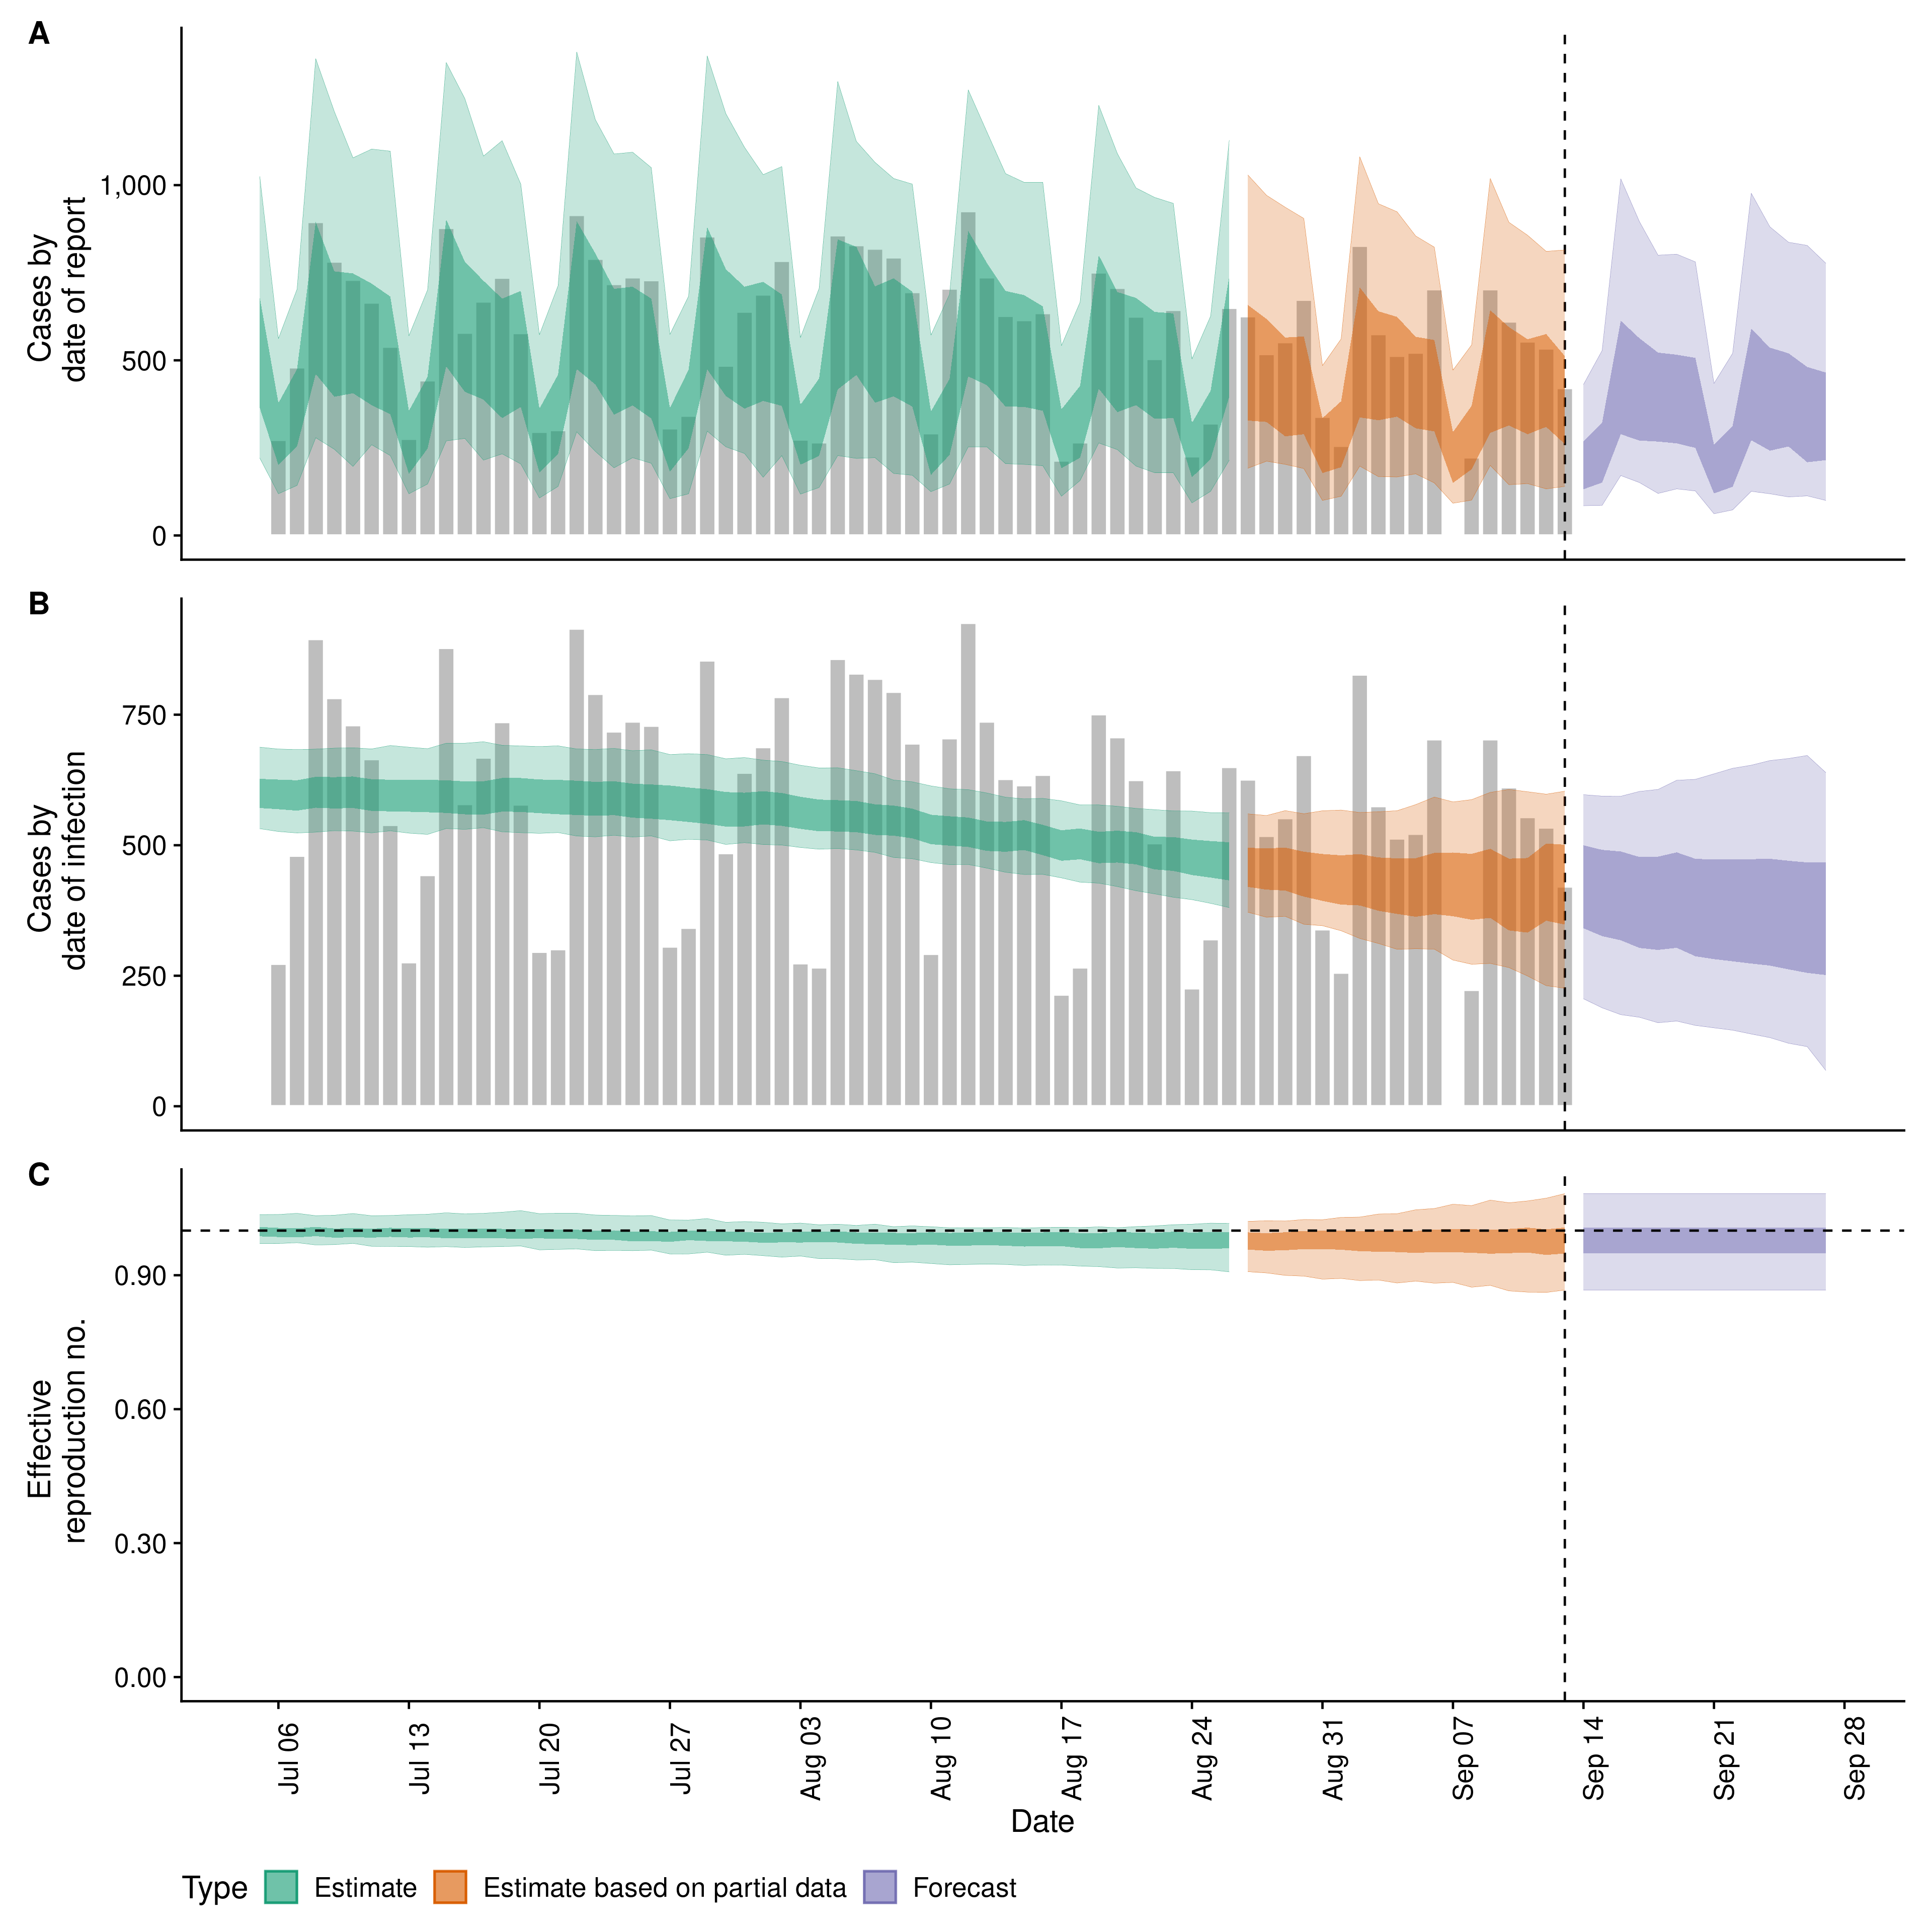 A
Cases by
date of report
1,000
500
0
B
Cases by
date of infection
750
500
250
0
C
Effective
reproduction no.
0.90
0.60
0.30
0.00
Jul 06
Jul 13
Jul 20
Jul 27
Aug 03
Aug 10
Aug 17
Aug 24
Aug 31
Sep 07
Sep 14
Sep 21
Sep 28
Date
Type Estimate Estimate based on partial data Forecast